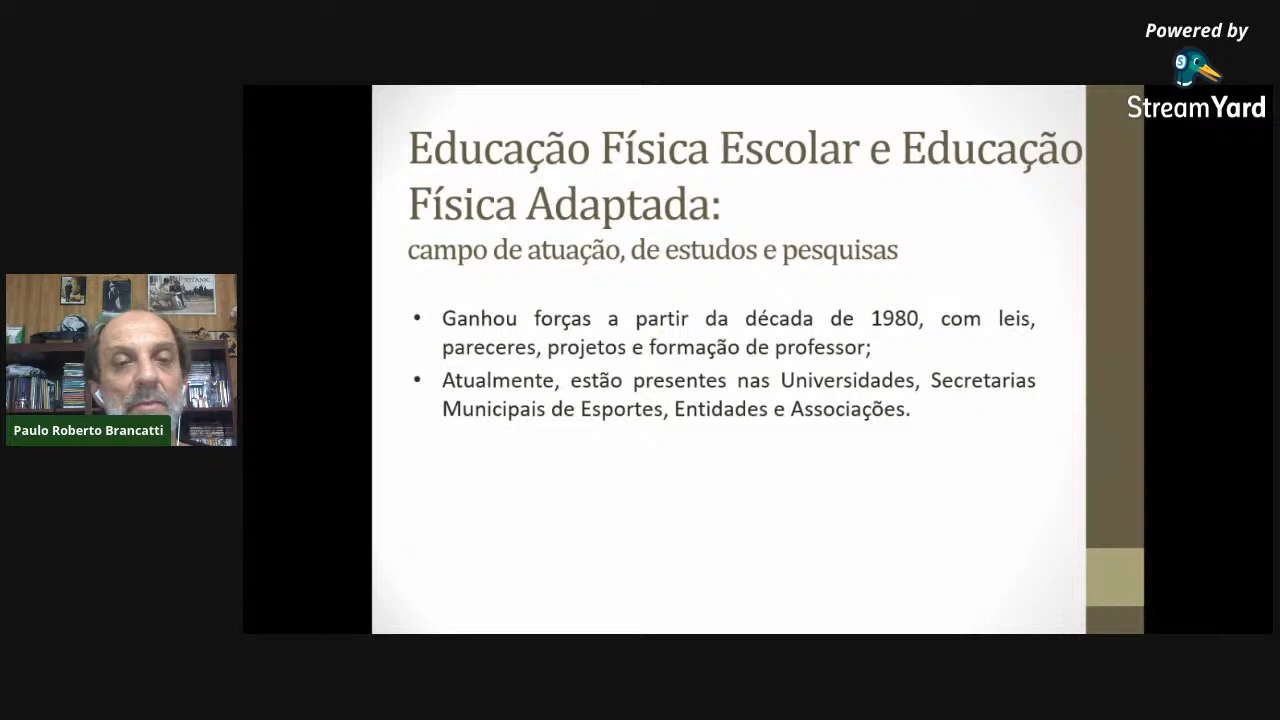 Powered by
StreamYard
Educação Física Escolar e Educação
Física Adaptada:
campo de atuação, de estudos e pesquisas
• Ganhou forças a partir da década de 1980, com leis,
pareceres, projetos e formação de professor;
• Atualmente, estão presentes nas Universidades, Secretarias
Municipais de Esportes, Entidades e Associações.
Paulo Roberto Brancatti